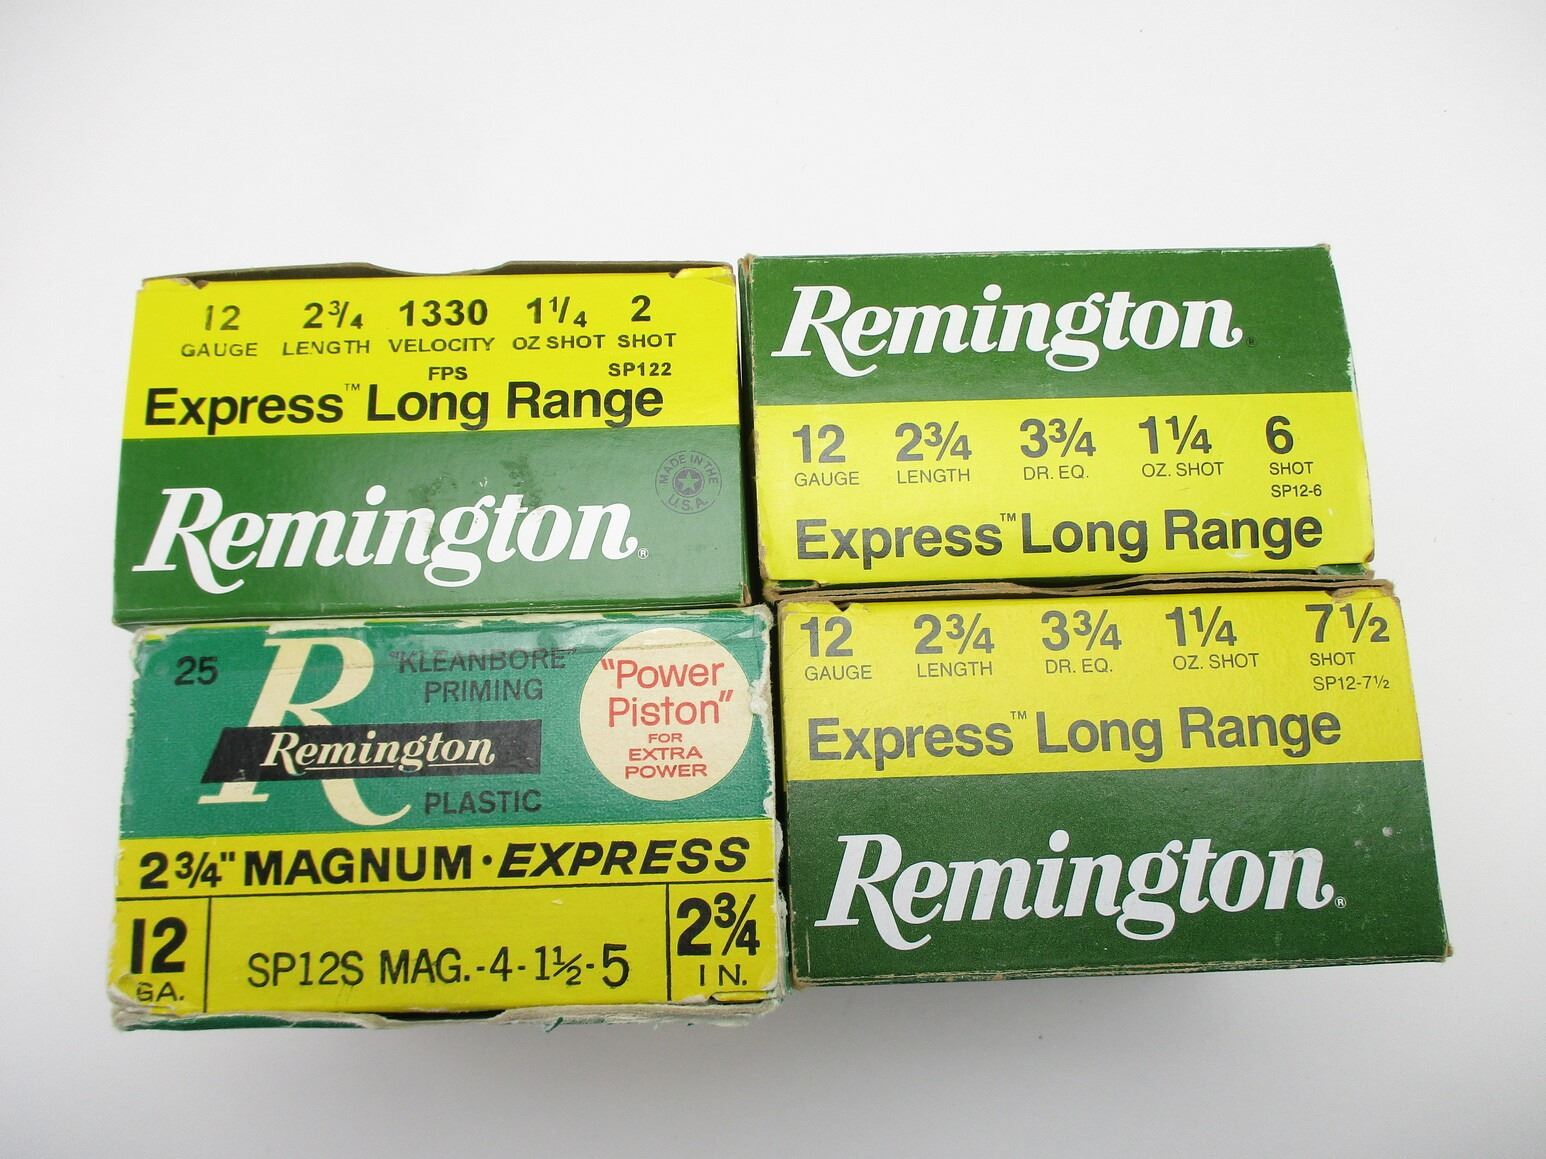 12 2¾ 1330 1¼ 2
GAUGE LENGTH VELOCITY OZ SHOT SHOT
FPS SP122
Express™ Long Range
MADE IN THE U.S.A.
Remington®
Remington®
12 2¾ 3¾ 1¼ 6
GAUGE LENGTH DR. EQ. OZ. SHOT SHOT
SP12-6
Express™ Long Range
25
"KLEANBORE"
PRIMING
R
Remington
PLASTIC
"Power
Piston"
FOR
EXTRA
POWER
2¾" MAGNUM·EXPRESS
12
GA.
SP12S MAG.-4-1½-5
2¾
IN.
12 2¾ 3¾ 1¼ 7½
GAUGE LENGTH DR. EQ. OZ. SHOT SHOT
SP12-7½
Express™ Long Range
Remington®